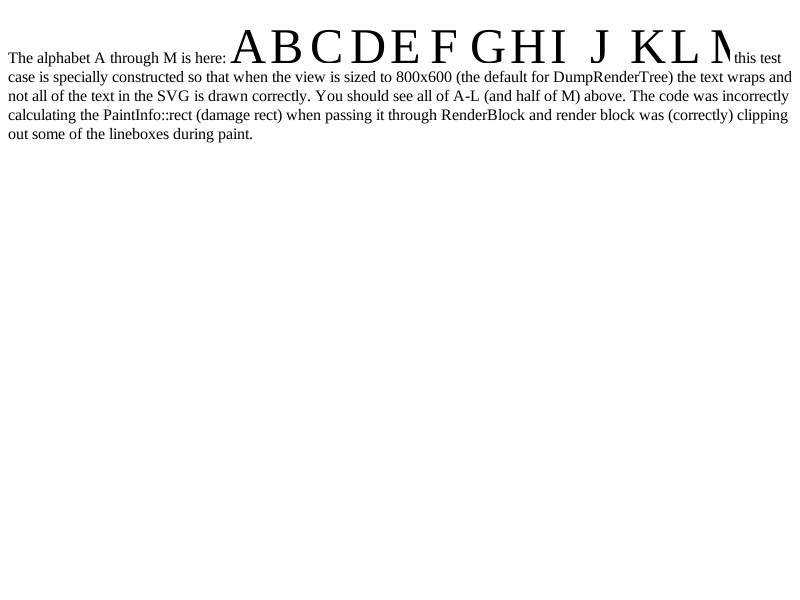 The alphabet A through M is here: A B C D E F G H I J K L M this test
case is specially constructed so that when the view is sized to 800x600 (the default for DumpRenderTree) the text wraps and
not all of the text in the SVG is drawn correctly. You should see all of A-L (and half of M) above. The code was incorrectly
calculating the PaintInfo::rect (damage rect) when passing it through RenderBlock and render block was (correctly) clipping
out some of the lineboxes during paint.